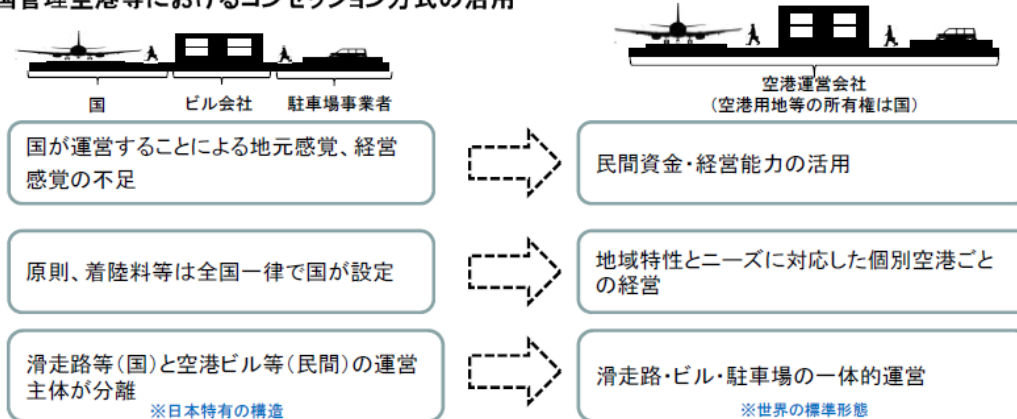 国管理空港等におけるコンセッション方式の活用
国 ビル会社 駐車場事業者
空港運営会社
(空港用地等の所有権は国)
国が運営することによる地元感覚、経営
感覚の不足
民間資金・経営能力の活用
原則、着陸料等は全国一律で国が設定
地域特性とニーズに対応した個別空港ごと
の経営
滑走路等(国)と空港ビル等(民間)の運営
主体が分離
※日本特有の構造
滑走路・ビル・駐車場の一体的運営
※世界の標準形態